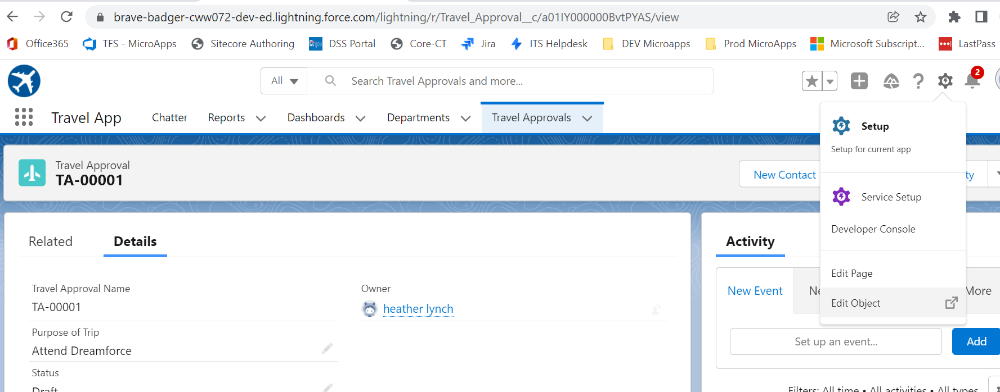 brave-badger-cww072-dev-ed.lightning.force.com/lightning/r/Travel_Approval__c/a01IY000000BvtPYAS/view
Office365 TFS - MicroApps Sitecore Authoring Ct.gov DSS Portal Core-CT Jira ITS Helpdesk DEV Microapps Prod MicroApps Microsoft Subscript... LastPass
All Search Travel Approvals and more... 2
Travel App Chatter Reports Dashboards Departments Travel Approvals
Setup
Setup for current app
Travel Approval
TA-00001
New Contact ty
Service Setup
Developer Console
Related Details
Activity
Edit Page
Travel Approval Name
TA-00001
Owner
heather lynch
New Event Ne More
Edit Object
Purpose of Trip
Attend Dreamforce
Set up an event... Add
Status
Draft
Filters: All time • All activities • All types